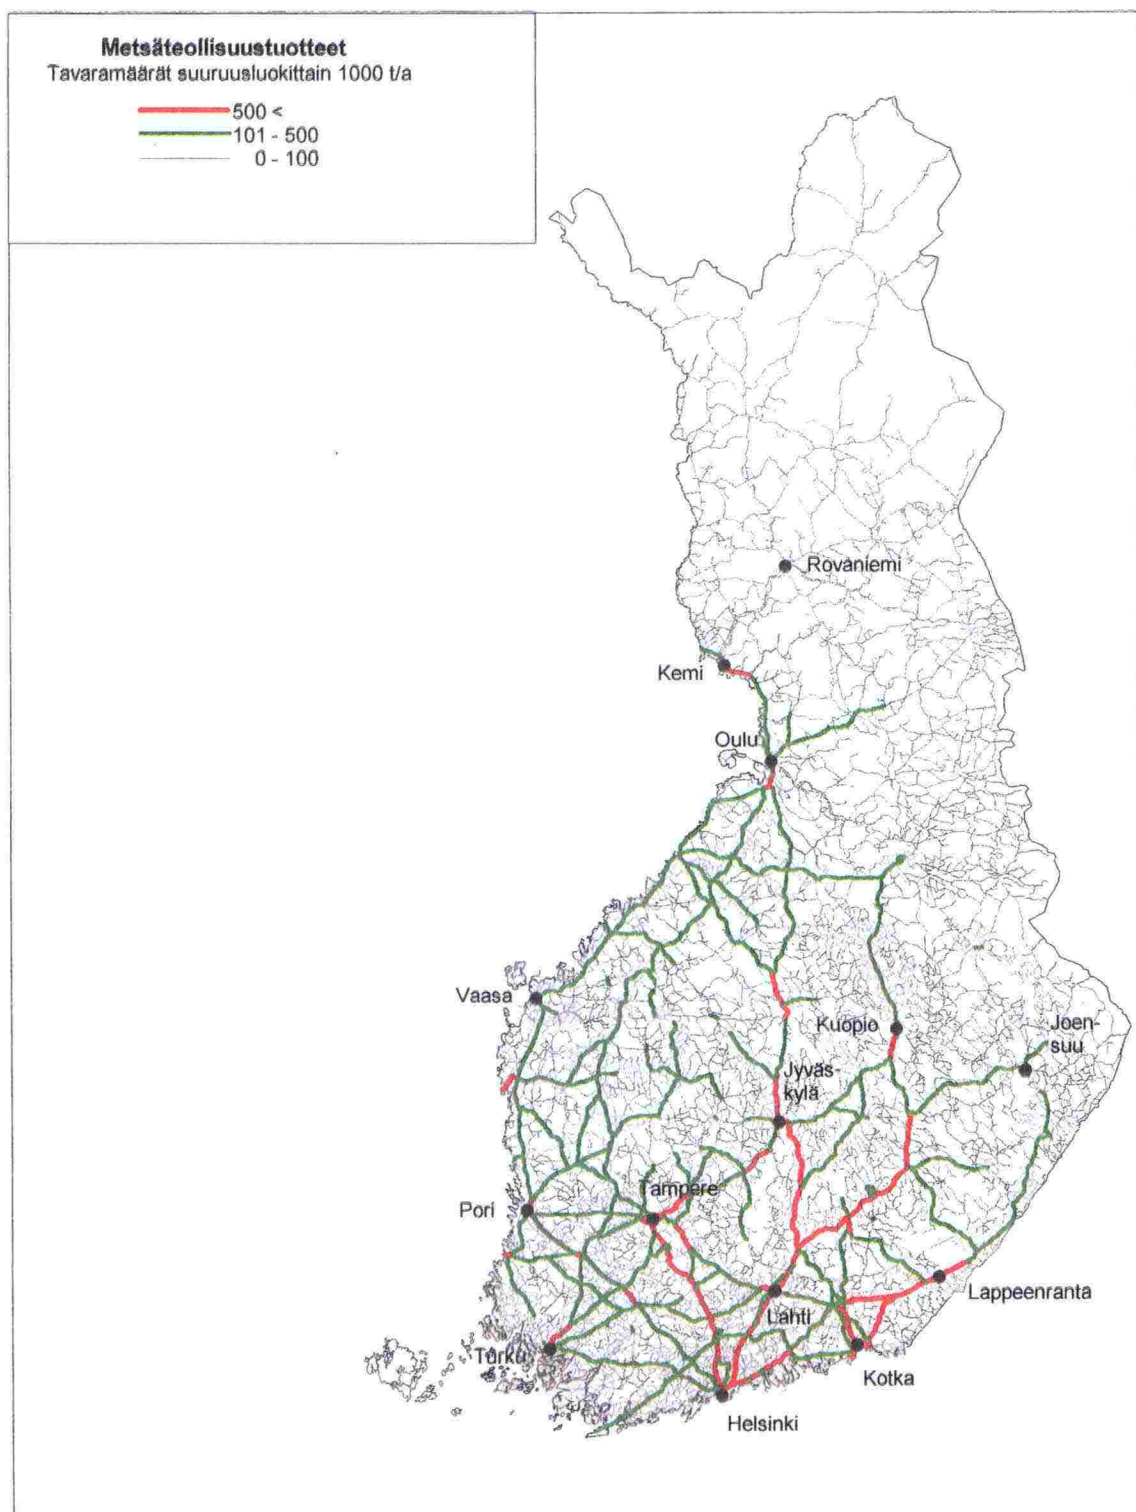 Metsäteollisuustuotteet
Tavaramäärät suuruusluokittain 1000 t/a
500 <
101 - 500
0 - 100
Rovaniemi
Kemi
Oulu
Vaasa
Kuopio
Joen-
suu
Jyväs-
kylä
Pori
Tampere
Lappeenranta
Lahti
Turku
Kotka
Helsinki